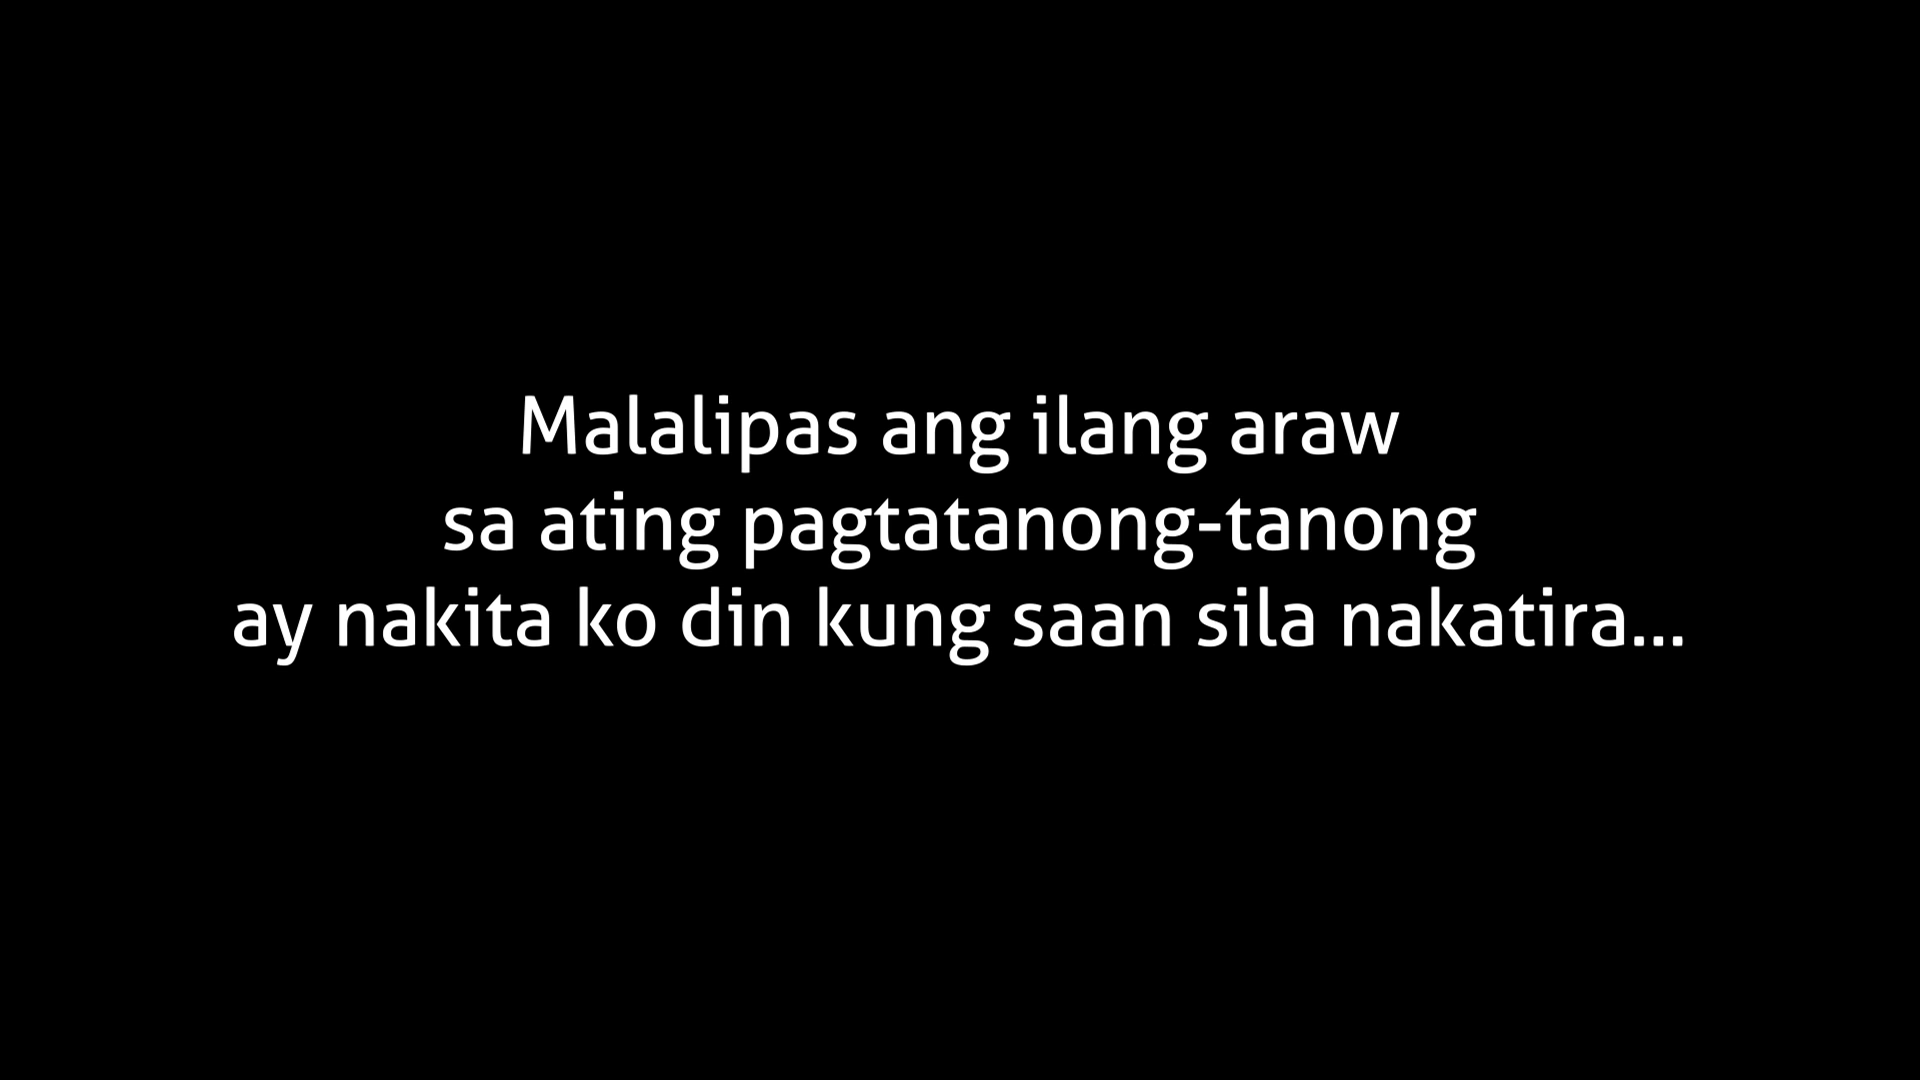 Malalipas ang ilang araw
sa ating pagtatanong-tanong
ay nakita ko din kung saan sila nakatira...